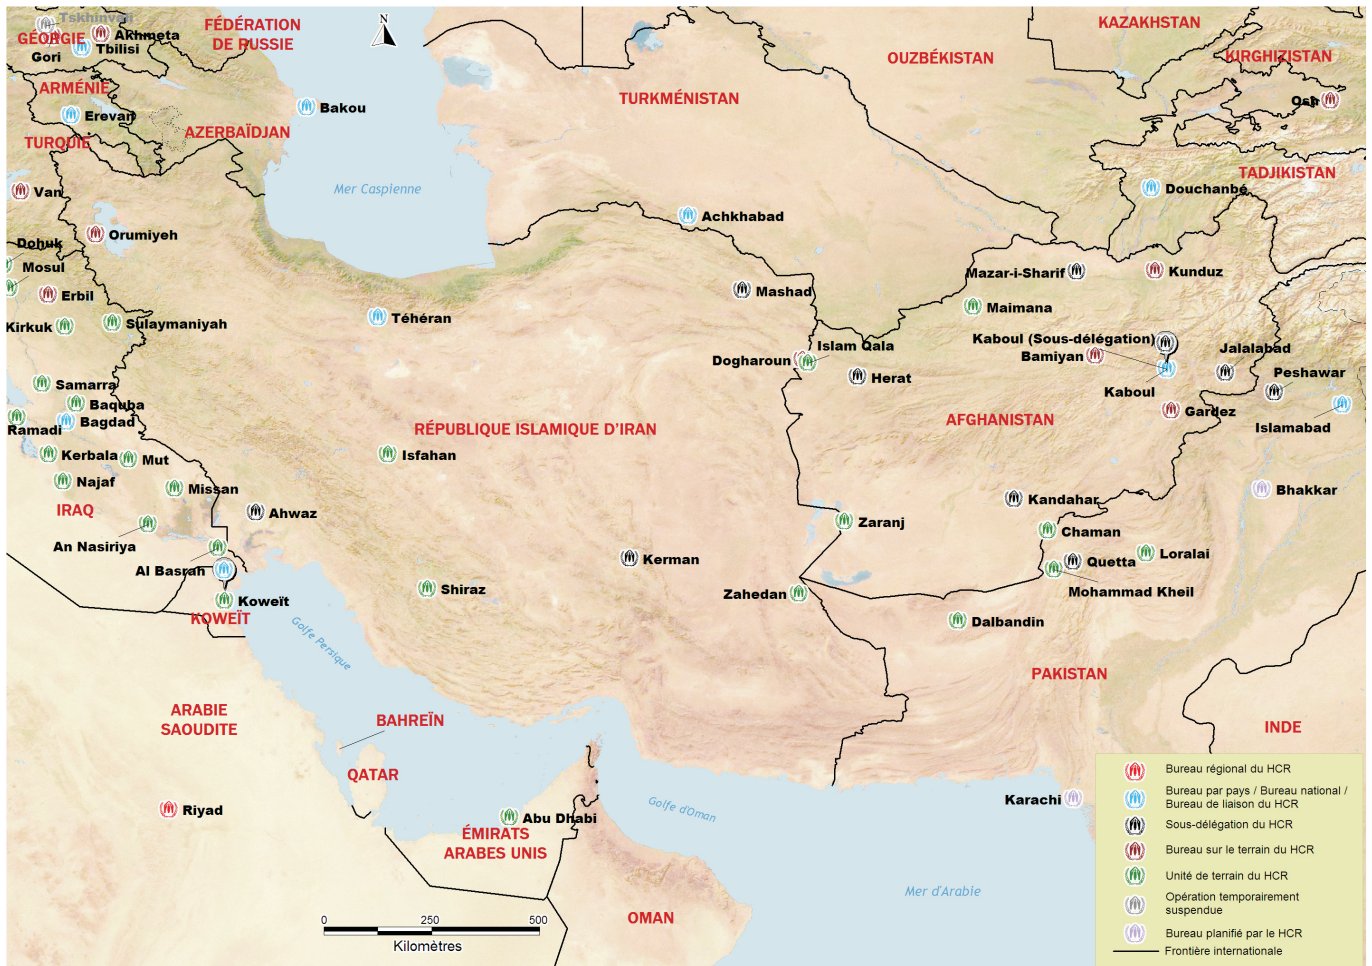 N
Tskhinvali
GÉORGIE
Akhmeta
Gori
Tbilisi
FÉDÉRATION
DE RUSSIE
KAZAKHSTAN
OUZBÉKISTAN
KIRGHIZISTAN
ARMÉNIE
Erevan
Bakou
TURKMÉNISTAN
Osh
AZERBAÏDJAN
TURQUIE
Mer Caspienne
TADJIKISTAN
Van
Douchanbé
Achkhabad
Orumiyeh
Dohuk
Mosul
Mazar-i-Sharif
Kunduz
Erbil
Mashad
Maimana
Kirkuk
Sulaymaniyah
Téhéran
Kaboul (Sous-délégation)
Islam Qala
Jalalabad
Dogharoun
Bamiyan
Peshawar
Herat
Kaboul
Samarra
Baquba
Gardez
Ramadi
Bagdad
AFGHANISTAN
Islamabad
RÉPUBLIQUE ISLAMIQUE D'IRAN
Kerbala
Mut
Isfahan
Najaf
Missan
Bhakkar
Kandahar
IRAQ
Ahwaz
Zaranj
Chaman
An Nasiriya
Loralai
Kerman
Quetta
Al Basrah
Mohammad Kheil
Shiraz
Zahedan
Koweït
KOWEÏT
Dalbandin
Golfe Persique
PAKISTAN
ARABIE
SAOUDITE
BAHREÏN
INDE
QATAR
Riyad
Abu Dhabi
Golfe d'Oman
Karachi
ÉMIRATS
ARABES UNIS
Mer d'Arabie
OMAN
0 250 500
Kilomètres
Bureau régional du HCR
Bureau par pays / Bureau national /
Bureau de liaison du HCR
Sous-délégation du HCR
Bureau sur le terrain du HCR
Unité de terrain du HCR
Opération temporairement
suspendue
Bureau planifié par le HCR
Frontière internationale